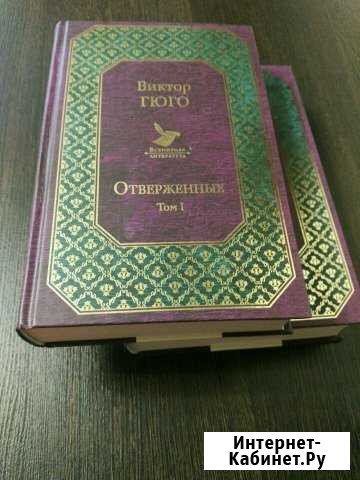 Виктор
ГЮГО
Всемирная
литература
Отверженные
Том I
Интернет-
Кабинет.Ру